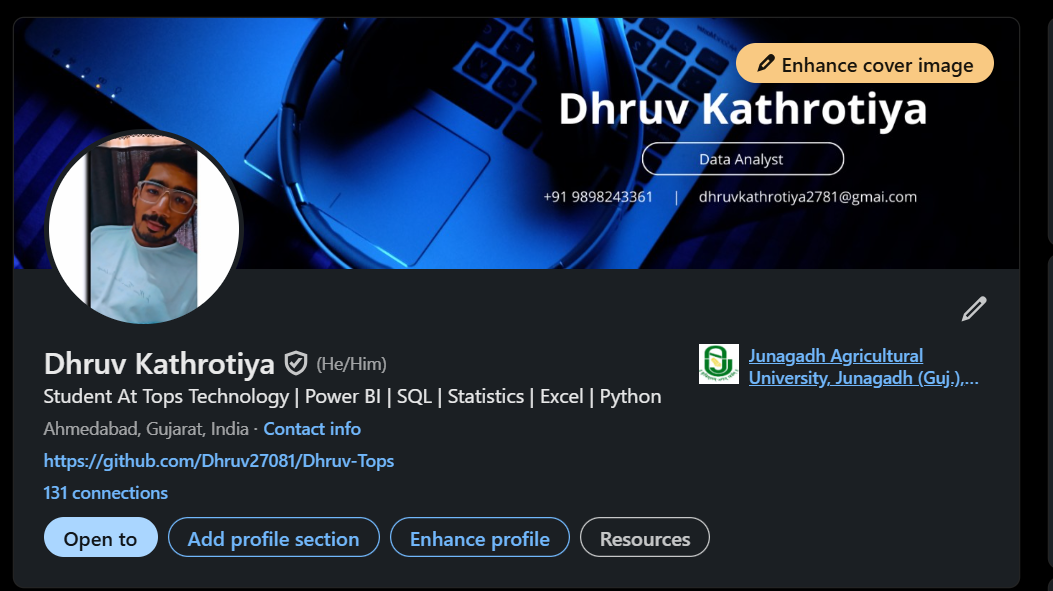 Enhance cover image
Dhruv Kathrotiya
Data Analyst
+91 9898243361 | dhruvkathrotiya2781@gmai.com
Dhruv Kathrotiya (He/Him)
Student At Tops Technology | Power BI | SQL | Statistics | Excel | Python
Ahmedabad, Gujarat, India · Contact info
https://github.com/Dhruv27081/Dhruv-Tops
131 connections
Junagadh Agricultural
University, Junagadh (Guj.),...
Open to
Add profile section
Enhance profile
Resources